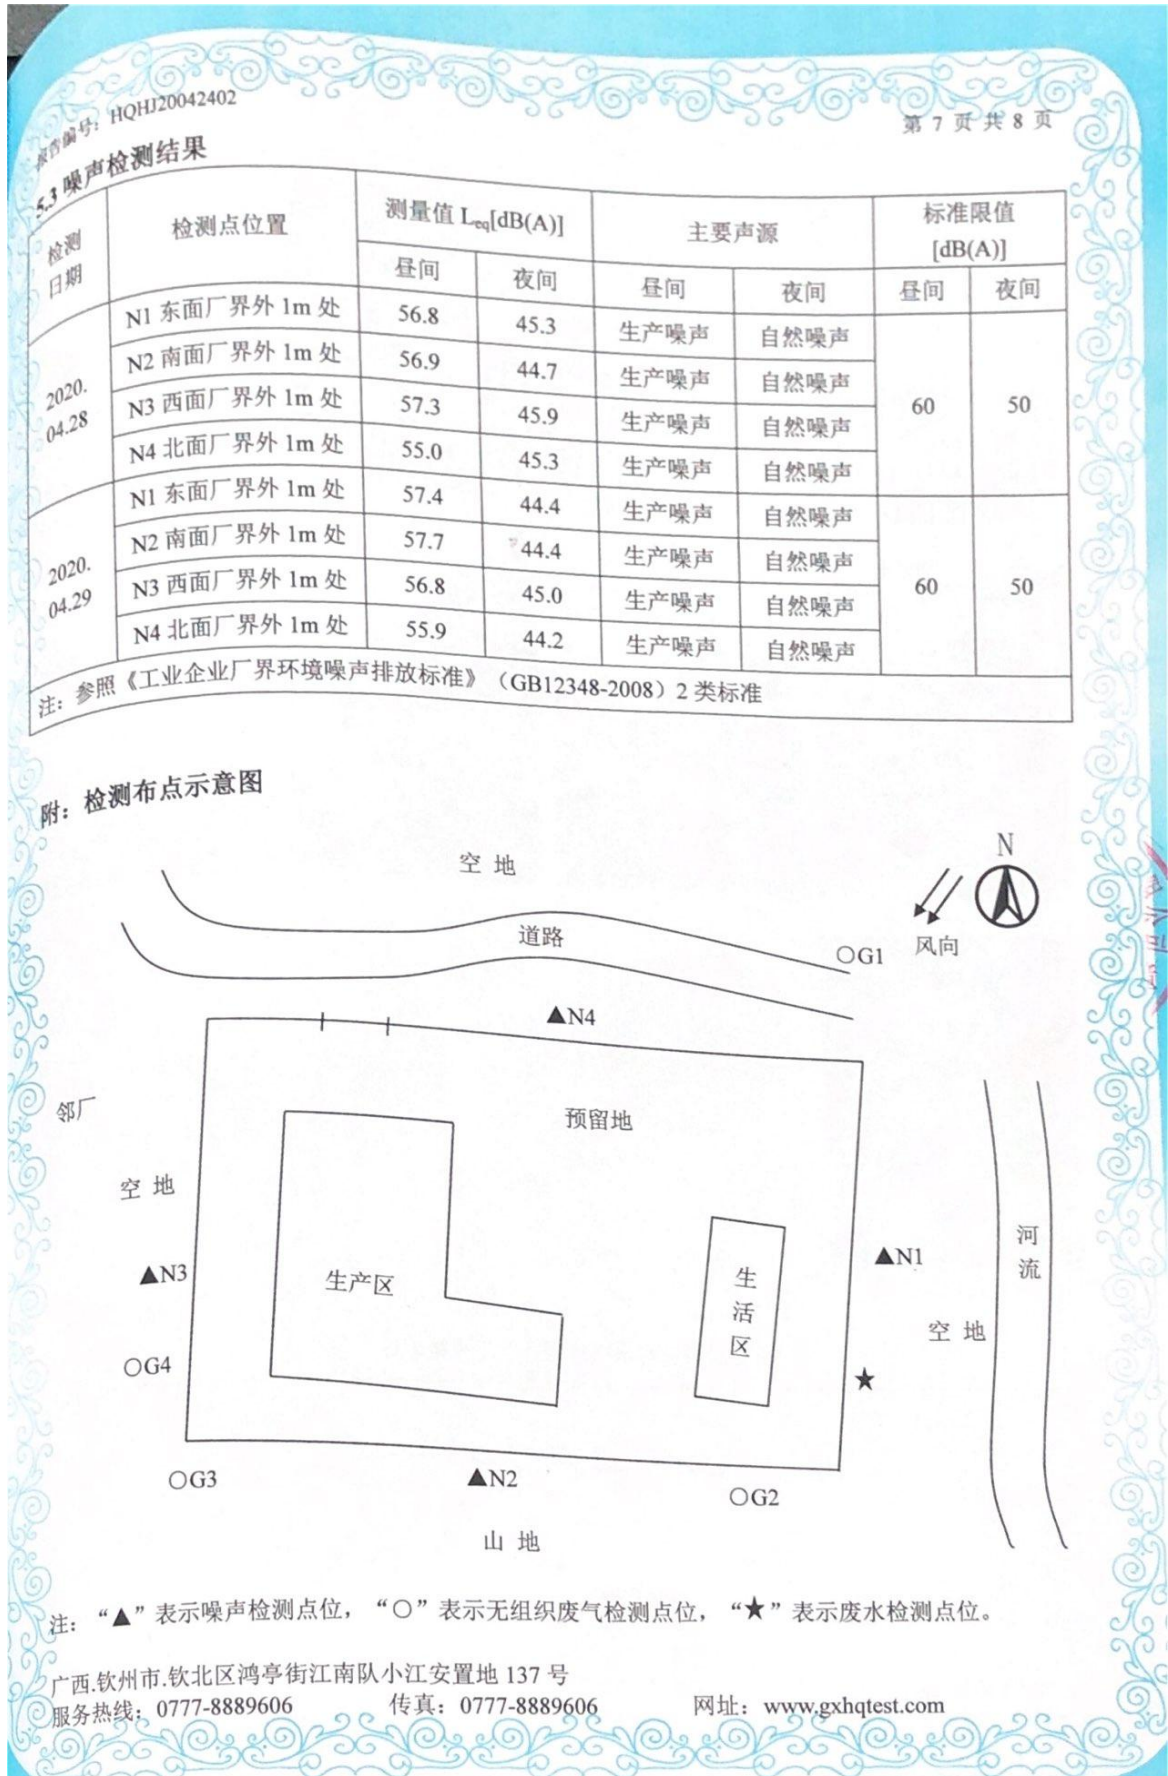 报告编号：HQHJ20042402
第 7 页 共 8 页
5.3 噪声检测结果
检测日期 检测点位置 测量值 Leq[dB(A)] 主要声源 标准限值 [dB(A)]
昼间 夜间 昼间 夜间 昼间 夜间
2020.04.28 N1 东面厂界外 1m 处 56.8 45.3 生产噪声 自然噪声 60 50
N2 南面厂界外 1m 处 56.9 44.7 生产噪声 自然噪声
N3 西面厂界外 1m 处 57.3 45.9 生产噪声 自然噪声
N4 北面厂界外 1m 处 55.0 45.3 生产噪声 自然噪声
2020.04.29 N1 东面厂界外 1m 处 57.4 44.4 生产噪声 自然噪声 60 50
N2 南面厂界外 1m 处 57.7 44.4 生产噪声 自然噪声
N3 西面厂界外 1m 处 56.8 45.0 生产噪声 自然噪声
N4 北面厂界外 1m 处 55.9 44.2 生产噪声 自然噪声
注：参照《工业企业厂界环境噪声排放标准》（GB12348-2008）2 类标准
附：检测布点示意图
N
空 地
道路
○G1
风向
▲N4
邻厂
预留地
空 地
▲N3
生产区
生活区
▲N1
河流
空 地
○G4
★
○G3
▲N2
○G2
山 地
注：“▲”表示噪声检测点位，“○”表示无组织废气检测点位，“★”表示废水检测点位。
广西.钦州市.钦北区鸿亭街江南队小江安置地 137 号
服务热线：0777-8889606 传真：0777-8889606 网址：www.gxhqtest.com